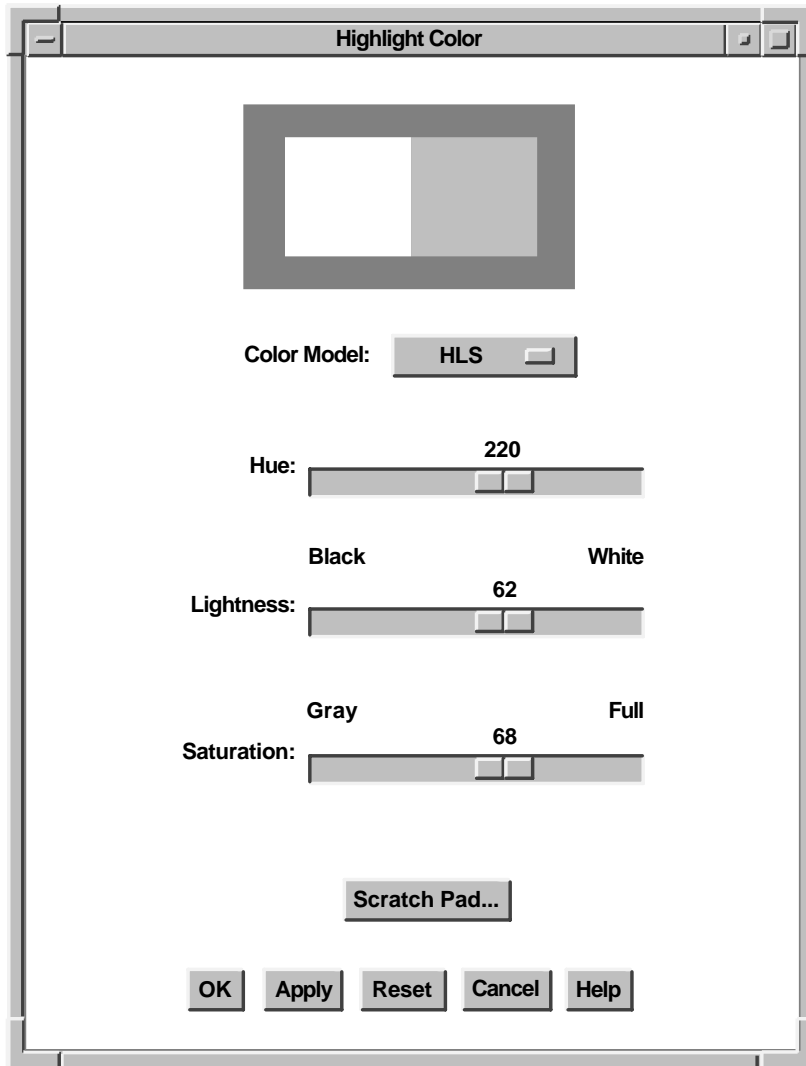 Highlight Color
Color Model: HLS
220
Hue:
Black White
62
Lightness:
Gray Full
68
Saturation:
Scratch Pad...
OK Apply Reset Cancel Help